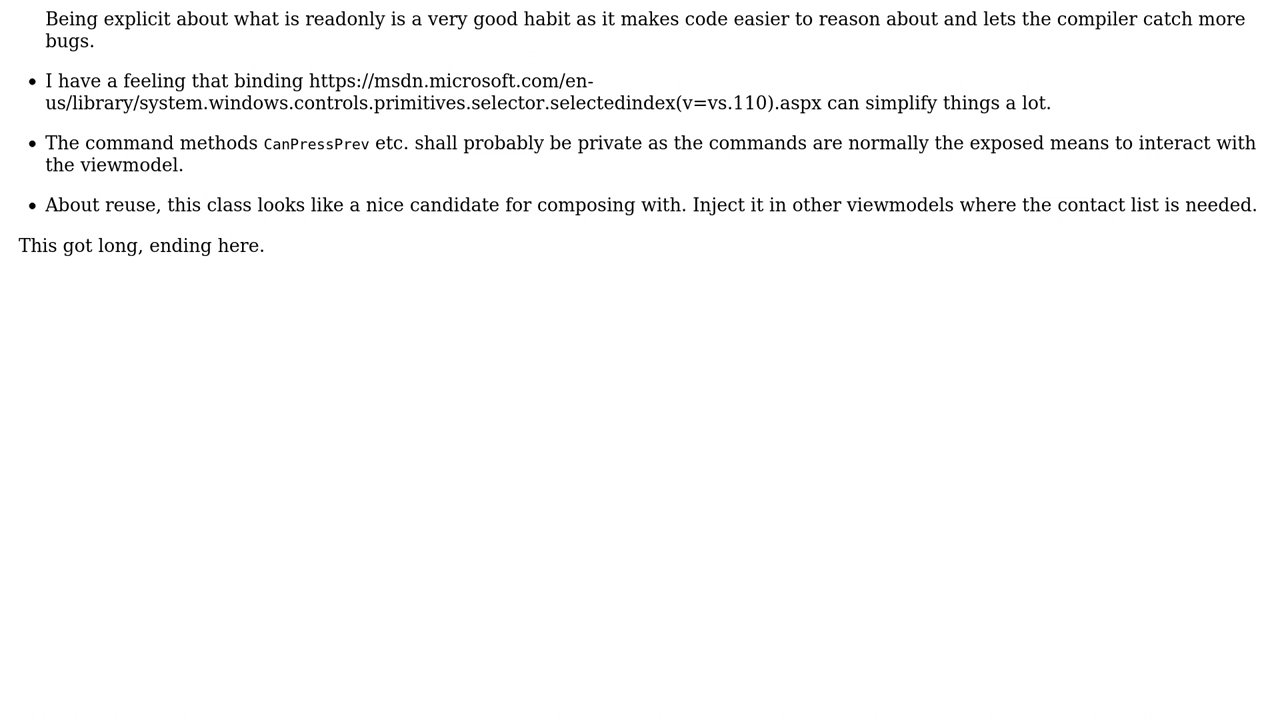 Being explicit about what is readonly is a very good habit as it makes code easier to reason about and lets the compiler catch more
bugs.
• I have a feeling that binding https://msdn.microsoft.com/en-
us/library/system.windows.controls.primitives.selector.selectedindex(v=vs.110).aspx can simplify things a lot.
• The command methods CanPressPrev etc. shall probably be private as the commands are normally the exposed means to interact with
the viewmodel.
• About reuse, this class looks like a nice candidate for composing with. Inject it in other viewmodels where the contact list is needed.
This got long, ending here.